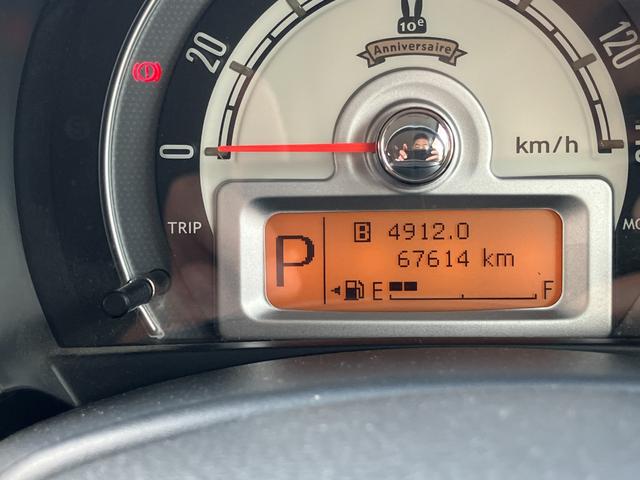 10e
Anniversaire
20
120
0
km/h
TRIP
P
B 4912.0
67614 km
E
F